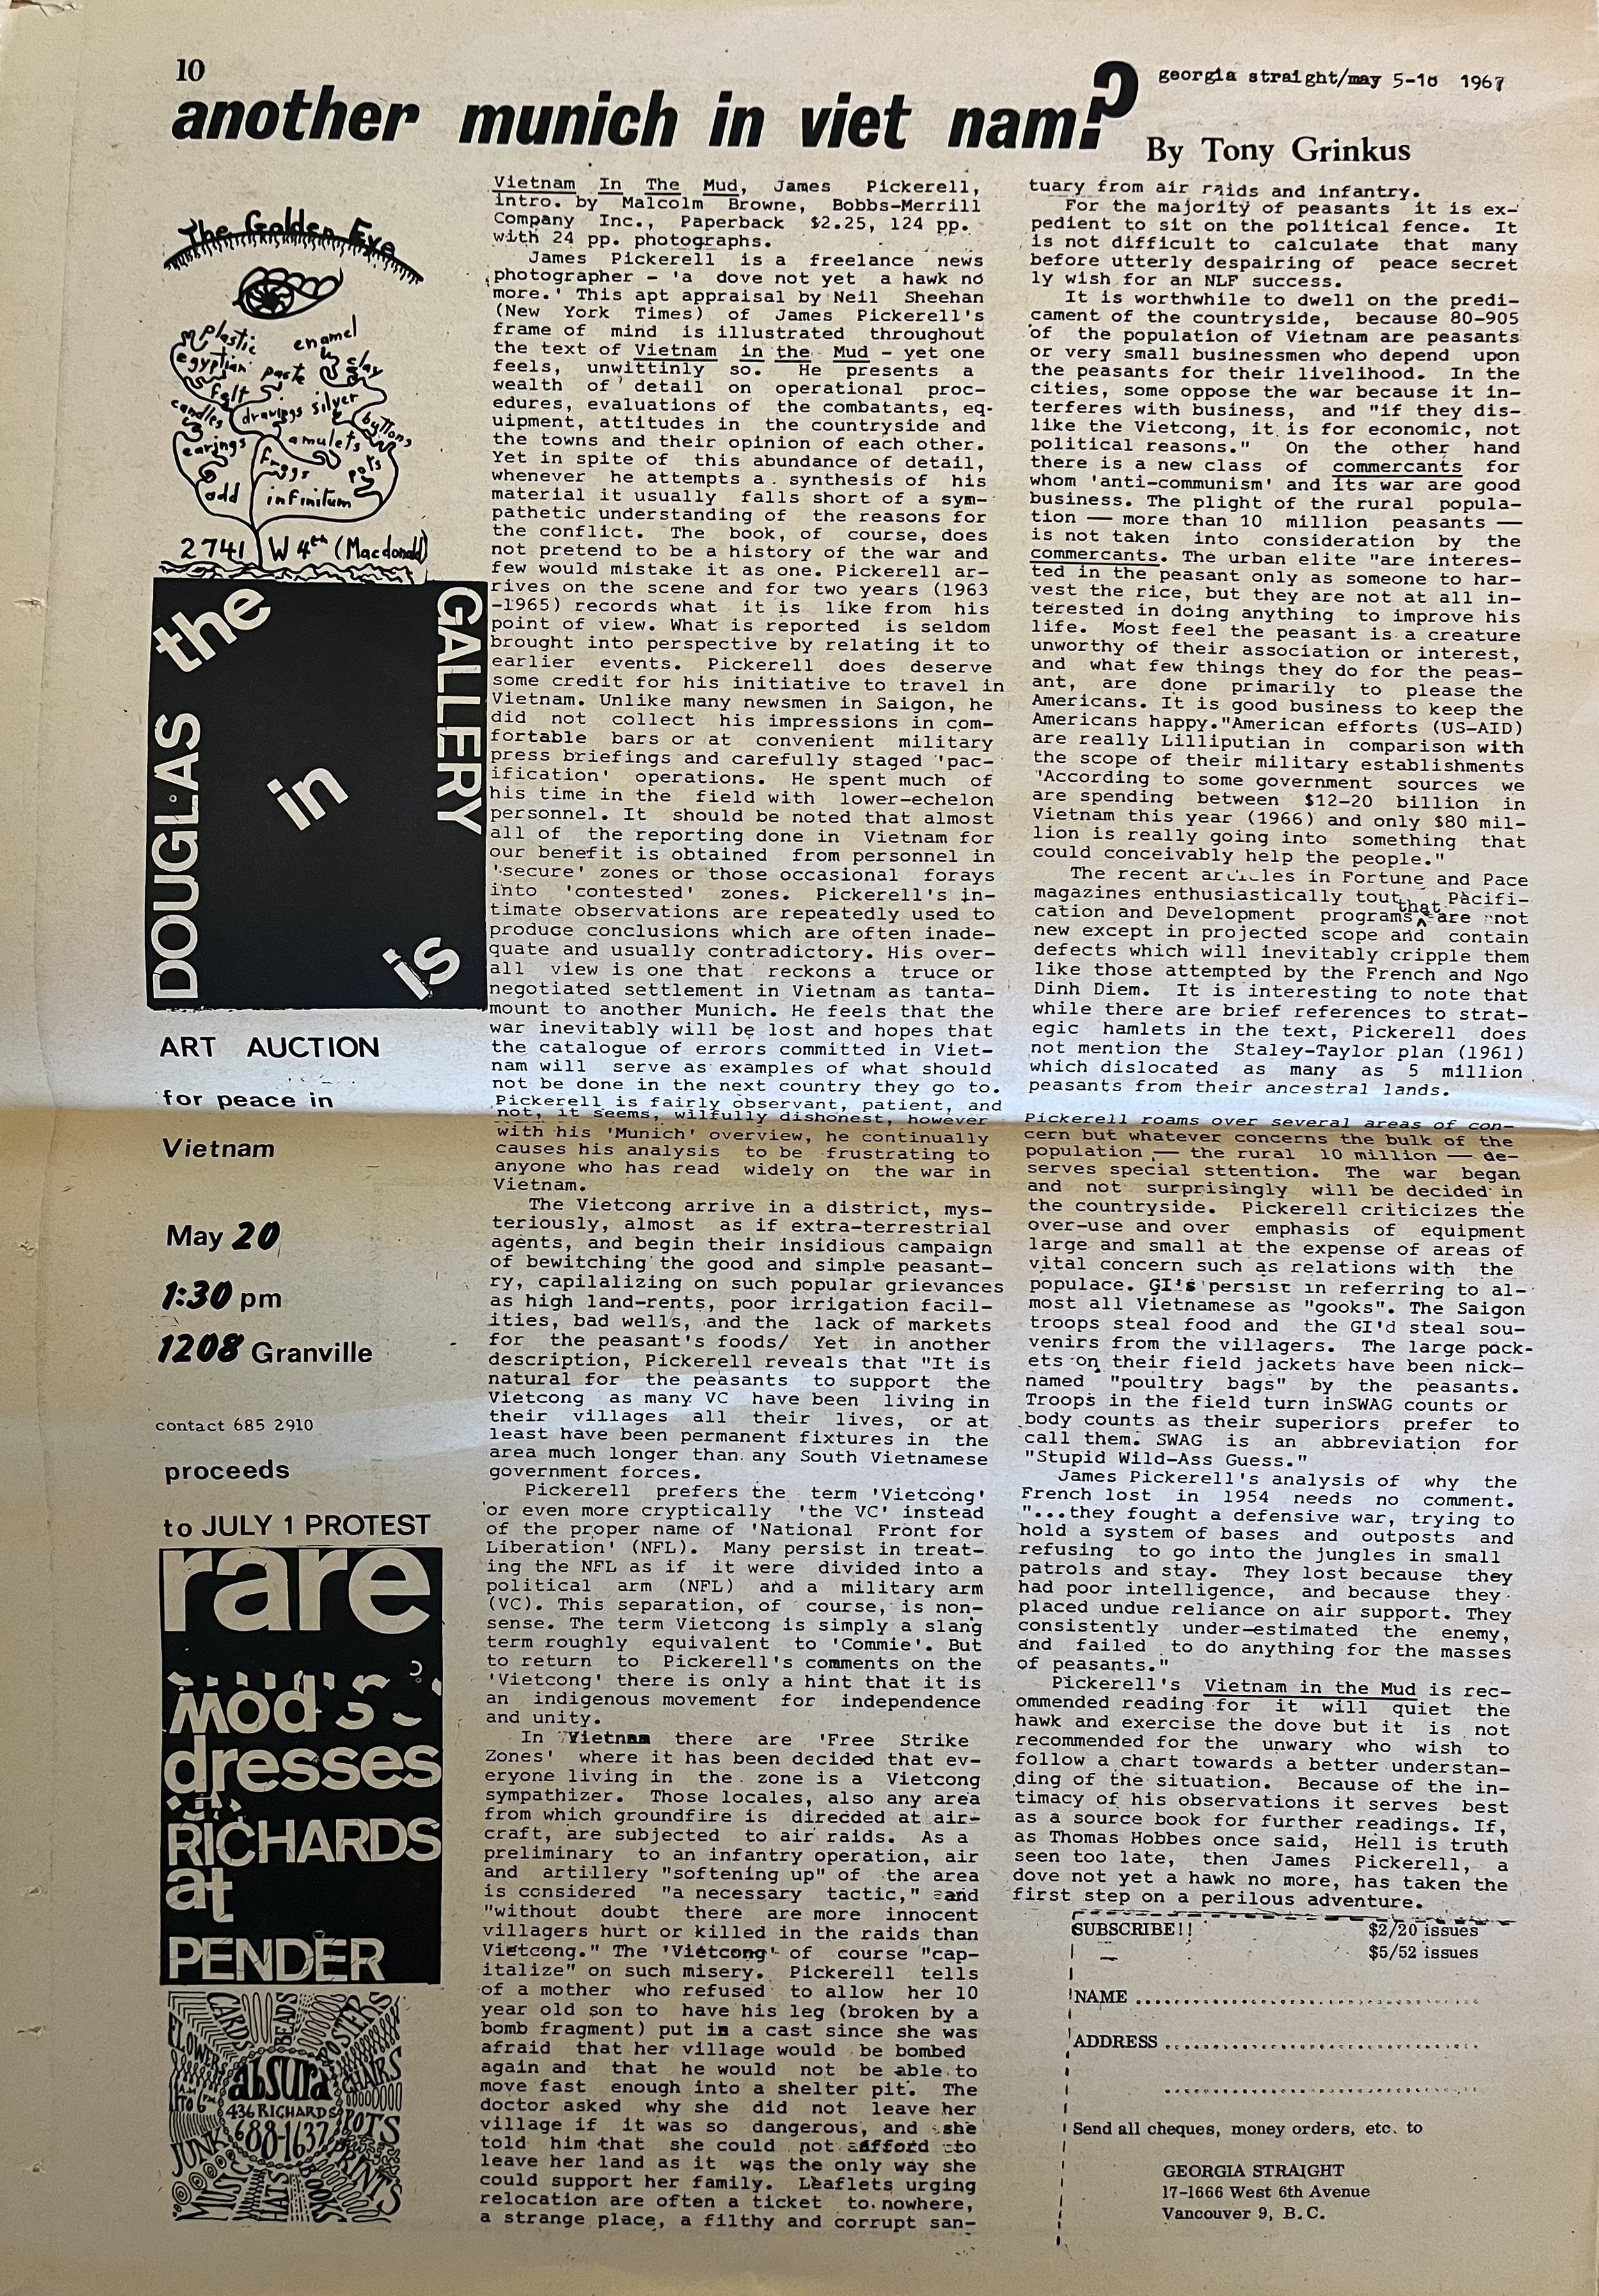 10
georgia straight/may 5-18 1967
another munich in viet nam?
By Tony Grinkus
The Golden Eye
plastic
enamel
egyptian paste
clay
felt
candles
drawings silver
buttons
earings
amulets
frggs
pots
add infinitum
2741 W 4th (Macdonald)
the
GALLERY
DOUGLAS
in
is
ART AUCTION
for peace in
Vietnam
May 20
1:30 pm
1208 Granville
contact 685 2910
proceeds
to JULY 1 PROTEST
rare
mod's
dresses
RICHARDS
at
PENDER
CARDS
BEADS
POSTERS
FLOWERS
CHAIRS
absurd
436 RICHARDS
688-1637
POTS
JUNK
PRINTS
MUSIC
HATS
BOOKS
Vietnam In The Mud, James Pickerell,
intro. by Malcolm Browne, Bobbs-Merrill
Company Inc., Paperback $2.25, 124 pp.
with 24 pp. photographs.
James Pickerell is a freelance news
photographer - 'a dove not yet a hawk no
more.' This apt appraisal by Neil Sheehan
(New York Times) of James Pickerell's
frame of mind is illustrated throughout
the text of Vietnam in the Mud - yet one
feels, unwittinly so. He presents a
wealth of detail on operational proc-
edures, evaluations of the combatants, eq-
uipment, attitudes in the countryside and
the towns and their opinion of each other.
Yet in spite of this abundance of detail,
whenever he attempts a synthesis of his
material it usually falls short of a sym-
pathetic understanding of the reasons for
the conflict. The book, of course, does
not pretend to be a history of the war and
few would mistake it as one. Pickerell ar-
rives on the scene and for two years (1963
-1965) records what it is like from his
point of view. What is reported is seldom
brought into perspective by relating it to
earlier events. Pickerell does deserve
some credit for his initiative to travel in
Vietnam. Unlike many newsmen in Saigon, he
did not collect his impressions in com-
fortable bars or at convenient military
press briefings and carefully staged 'pac-
ification' operations. He spent much of
his time in the field with lower-echelon
personnel. It should be noted that almost
all of the reporting done in Vietnam for
our benefit is obtained from personnel in
'secure' zones or those occasional forays
into 'contested' zones. Pickerell's in-
timate observations are repeatedly used to
produce conclusions which are often inade-
quate and usually contradictory. His over-
all view is one that reckons a truce or
negotiated settlement in Vietnam as tanta-
mount to another Munich. He feels that the
war inevitably will be lost and hopes that
the catalogue of errors committed in Viet-
nam will serve as examples of what should
not be done in the next country they go to.
Pickerell is fairly observant, patient, and
not, it seems, wilfully dishonest, however
with his 'Munich' overview, he continually
causes his analysis to be frustrating to
anyone who has read widely on the war in
Vietnam.
The Vietcong arrive in a district, mys-
teriously, almost as if extra-terrestrial
agents, and begin their insidious campaign
of bewitching the good and simple peasant-
ry, capilalizing on such popular grievances
as high land-rents, poor irrigation facil-
ities, bad wells, and the lack of markets
for the peasant's foods/ Yet in another
description, Pickerell reveals that "It is
natural for the peasants to support the
Vietcong as many VC have been living in
their villages all their lives, or at
least have been permanent fixtures in the
area much longer than any South Vietnamese
government forces.
Pickerell prefers the term 'Vietcong'
or even more cryptically 'the VC' instead
of the proper name of 'National Front for
Liberation' (NFL). Many persist in treat-
ing the NFL as if it were divided into a
political arm (NFL) and a military arm
(VC). This separation, of course, is non-
sense. The term Vietcong is simply a slang
term roughly equivalent to 'Commie'. But
to return to Pickerell's comments on the
'Vietcong' there is only a hint that it is
an indigenous movement for independence
and unity.
In Vietnam there are 'Free Strike
Zones' where it has been decided that ev-
eryone living in the zone is a Vietcong
sympathizer. Those locales, also any area
from which groundfire is direcded at air-
craft, are subjected to air raids. As a
preliminary to an infantry operation, air
and artillery "softening up" of the area
is considered "a necessary tactic," and
"without doubt there are more innocent
villagers hurt or killed in the raids than
Vietcong." The 'Vietcong' of course "cap-
italize" on such misery. Pickerell tells
of a mother who refused to allow her 10
year old son to have his leg (broken by a
bomb fragment) put in a cast since she was
afraid that her village would be bombed
again and that he would not be able to
move fast enough into a shelter pit. The
doctor asked why she did not leave her
village if it was so dangerous, and she
told him that she could not afford to
leave her land as it was the only way she
could support her family. Leaflets urging
relocation are often a ticket to nowhere,
a strange place, a filthy and corrupt san-
tuary from air raids and infantry.
For the majority of peasants it is ex-
pedient to sit on the political fence. It
is not difficult to calculate that many
before utterly despairing of peace secret
ly wish for an NLF success.
It is worthwhile to dwell on the predi-
cament of the countryside, because 80-905
of the population of Vietnam are peasants
or very small businessmen who depend upon
the peasants for their livelihood. In the
cities, some oppose the war because it in-
terferes with business, and "if they dis-
like the Vietcong, it is for economic, not
political reasons." On the other hand
there is a new class of commercants for
whom 'anti-communism' and its war are good
business. The plight of the rural popula-
tion — more than 10 million peasants —
is not taken into consideration by the
commercants. The urban elite "are interes-
ted in the peasant only as someone to har-
vest the rice, but they are not at all in-
terested in doing anything to improve his
life. Most feel the peasant is a creature
unworthy of their association or interest,
and what few things they do for the peas-
ant, are done primarily to please the
Americans. It is good business to keep the
Americans happy."American efforts (US-AID)
are really Lilliputian in comparison with
the scope of their military establishments
'According to some government sources we
are spending between $12-20 billion in
Vietnam this year (1966) and only $80 mil-
lion is really going into something that
could conceivably help the people."
The recent articles in Fortune and Pace
magazines enthusiastically tout Pacifi-
cation and Development programs that are not
new except in projected scope and contain
defects which will inevitably cripple them
like those attempted by the French and Ngo
Dinh Diem. It is interesting to note that
while there are brief references to strat-
egic hamlets in the text, Pickerell does
not mention the Staley-Taylor plan (1961)
which dislocated as many as 5 million
peasants from their ancestral lands.
Pickerell roams over several areas of con-
cern but whatever concerns the bulk of the
population — the rural 10 million — de-
serves special sttention. The war began
and not surprisingly will be decided in
the countryside. Pickerell criticizes the
over-use and over emphasis of equipment
large and small at the expense of areas of
vital concern such as relations with the
populace. GI's persist in referring to al-
most all Vietnamese as "gooks". The Saigon
troops steal food and the GI'd steal sou-
venirs from the villagers. The large pock-
ets on their field jackets have been nick-
named "poultry bags" by the peasants.
Troops in the field turn inSWAG counts or
body counts as their superiors prefer to
call them. SWAG is an abbreviation for
"Stupid Wild-Ass Guess."
James Pickerell's analysis of why the
French lost in 1954 needs no comment.
"...they fought a defensive war, trying to
hold a system of bases and outposts and
refusing to go into the jungles in small
patrols and stay. They lost because they
had poor intelligence, and because they
placed undue reliance on air support. They
consistently under-estimated the enemy,
and failed to do anything for the masses
of peasants."
Pickerell's Vietnam in the Mud is rec-
ommended reading for it will quiet the
hawk and exercise the dove but it is not
recommended for the unwary who wish to
follow a chart towards a better understan-
ding of the situation. Because of the in-
timacy of his observations it serves best
as a source book for further readings. If,
as Thomas Hobbes once said, Hell is truth
seen too late, then James Pickerell, a
dove not yet a hawk no more, has taken the
first step on a perilous adventure.
SUBSCRIBE!! $2/20 issues
$5/52 issues
NAME
ADDRESS
Send all cheques, money orders, etc. to
GEORGIA STRAIGHT
17-1666 West 6th Avenue
Vancouver 9, B.C.